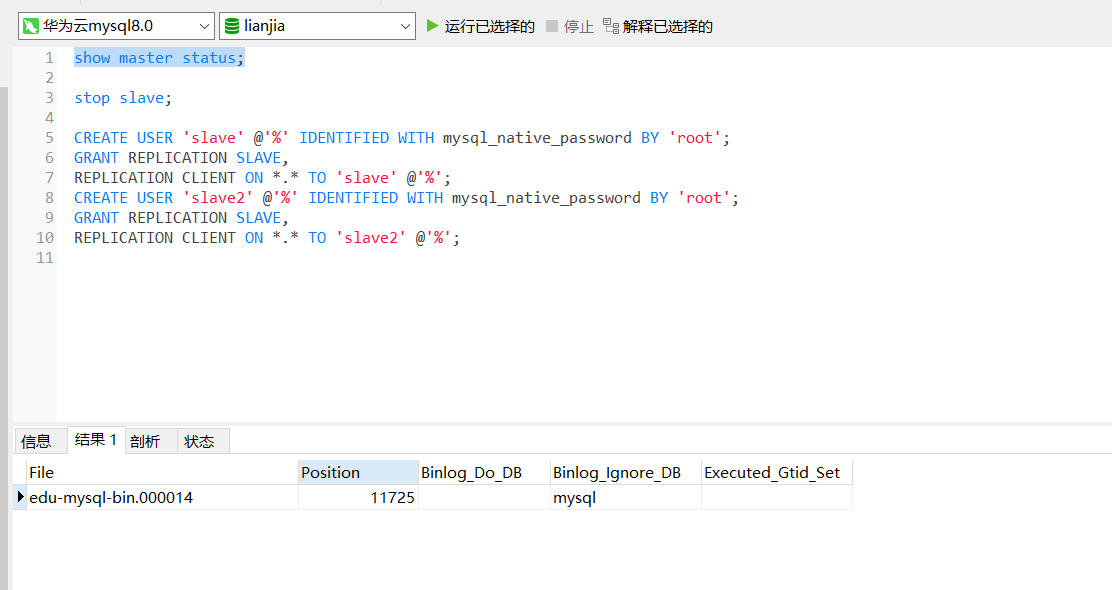 华为云mysql8.0 lianjia 运行已选择的 停止 解释已选择的
1 show master status;
2
3 stop slave;
4
5 CREATE USER 'slave' @'%' IDENTIFIED WITH mysql_native_password BY 'root';
6 GRANT REPLICATION SLAVE,
7 REPLICATION CLIENT ON *.* TO 'slave' @'%';
8 CREATE USER 'slave2' @'%' IDENTIFIED WITH mysql_native_password BY 'root';
9 GRANT REPLICATION SLAVE,
10 REPLICATION CLIENT ON *.* TO 'slave2' @'%';
11
信息 结果 1 剖析 状态
File Position Binlog_Do_DB Binlog_Ignore_DB Executed_Gtid_Set
edu-mysql-bin.000014 11725 mysql